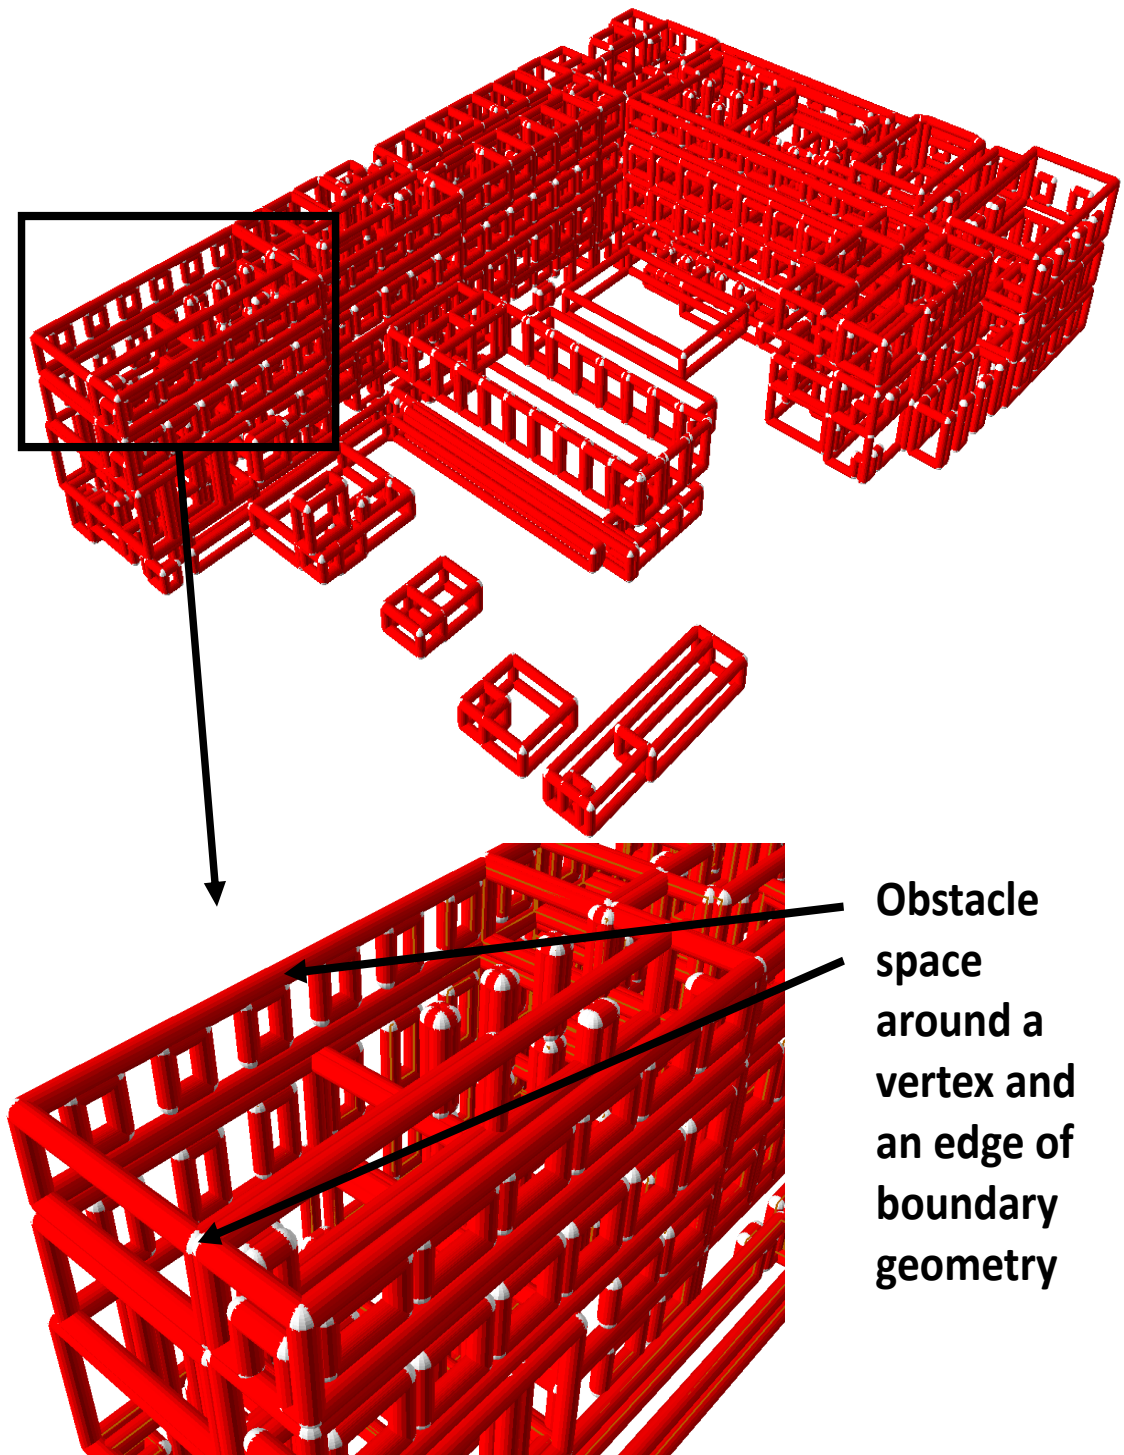 Obstacle
space
around a
vertex and
an edge of
boundary
geometry